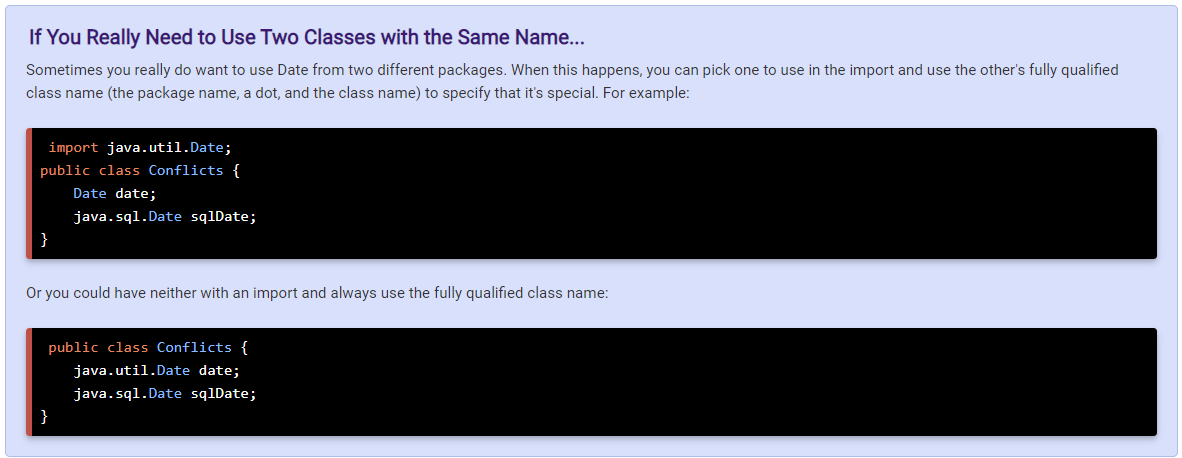 If You Really Need to Use Two Classes with the Same Name...
Sometimes you really do want to use Date from two different packages. When this happens, you can pick one to use in the import and use the other's fully qualified
class name (the package name, a dot, and the class name) to specify that it's special. For example:
import java.util.Date;
public class Conflicts {
    Date date;
    java.sql.Date sqlDate;
}
Or you could have neither with an import and always use the fully qualified class name:
public class Conflicts {
    java.util.Date date;
    java.sql.Date sqlDate;
}